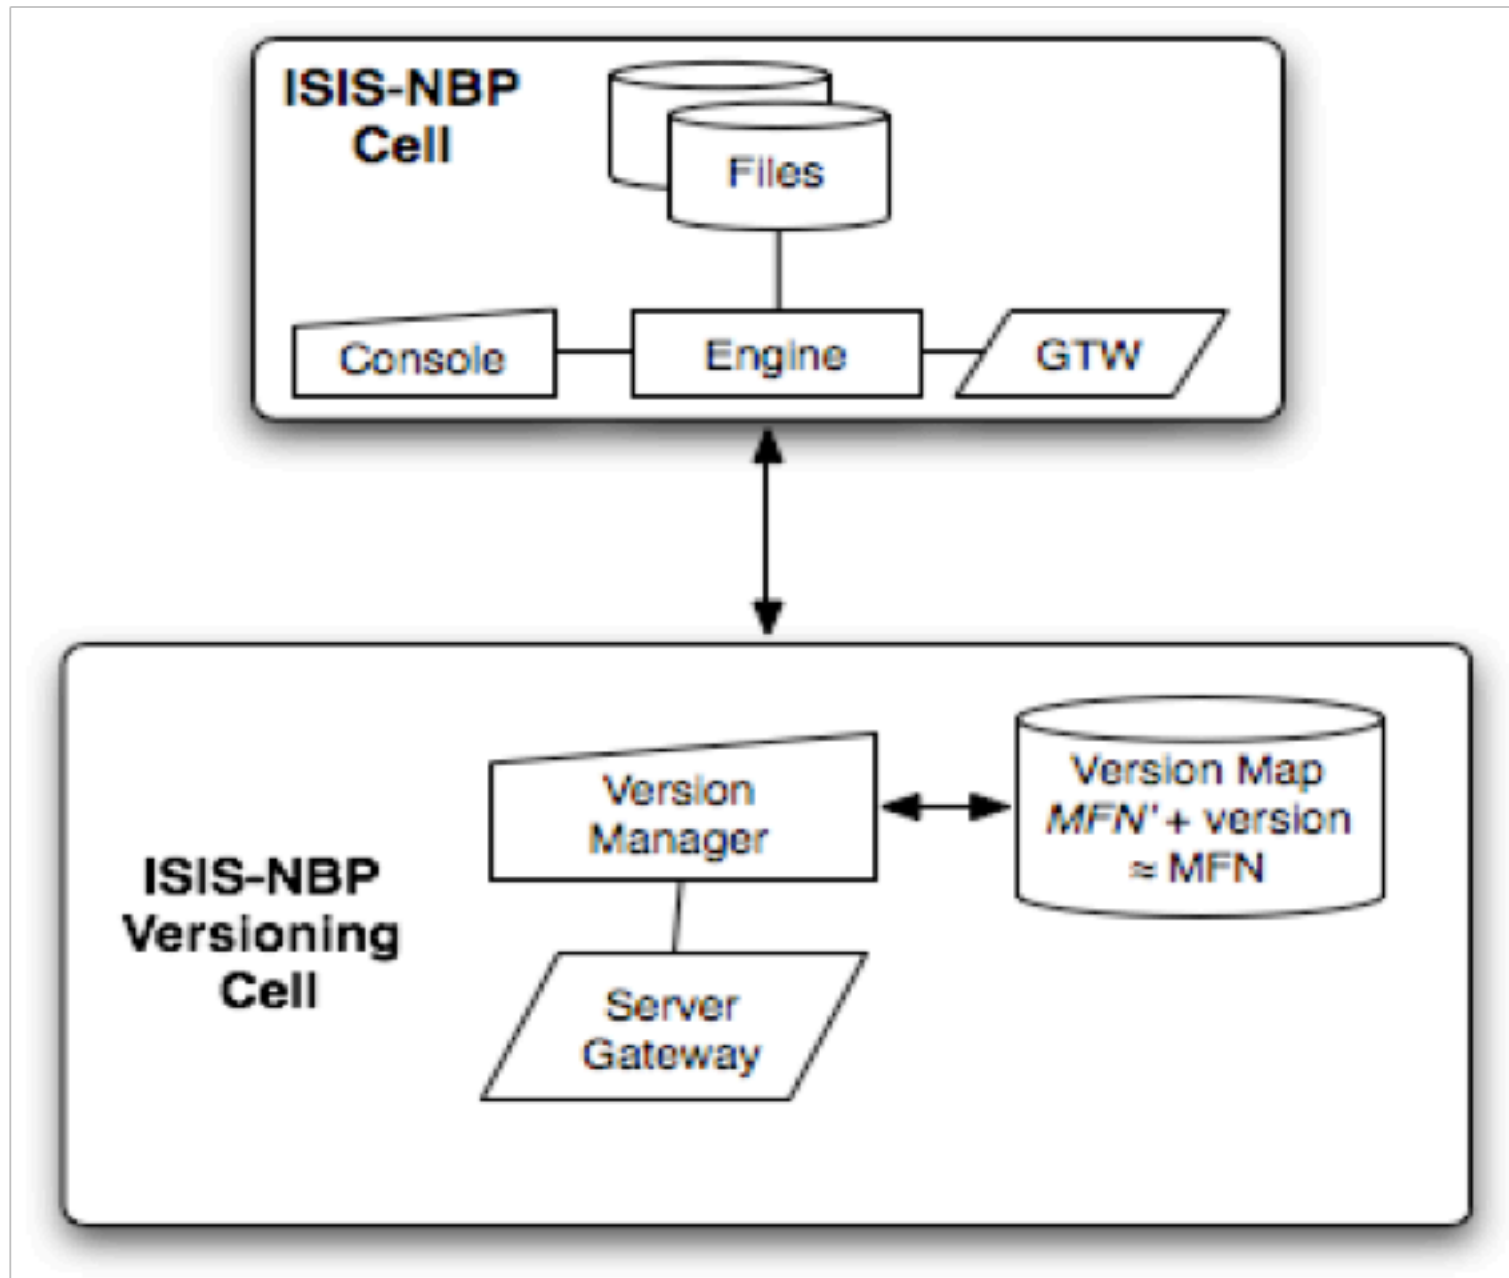 ISIS-NBP
Cell
Files
Console
Engine
GTW
Version
Manager
Version Map
MFN' + version
≈ MFN
ISIS-NBP
Versioning
Cell
Server
Gateway